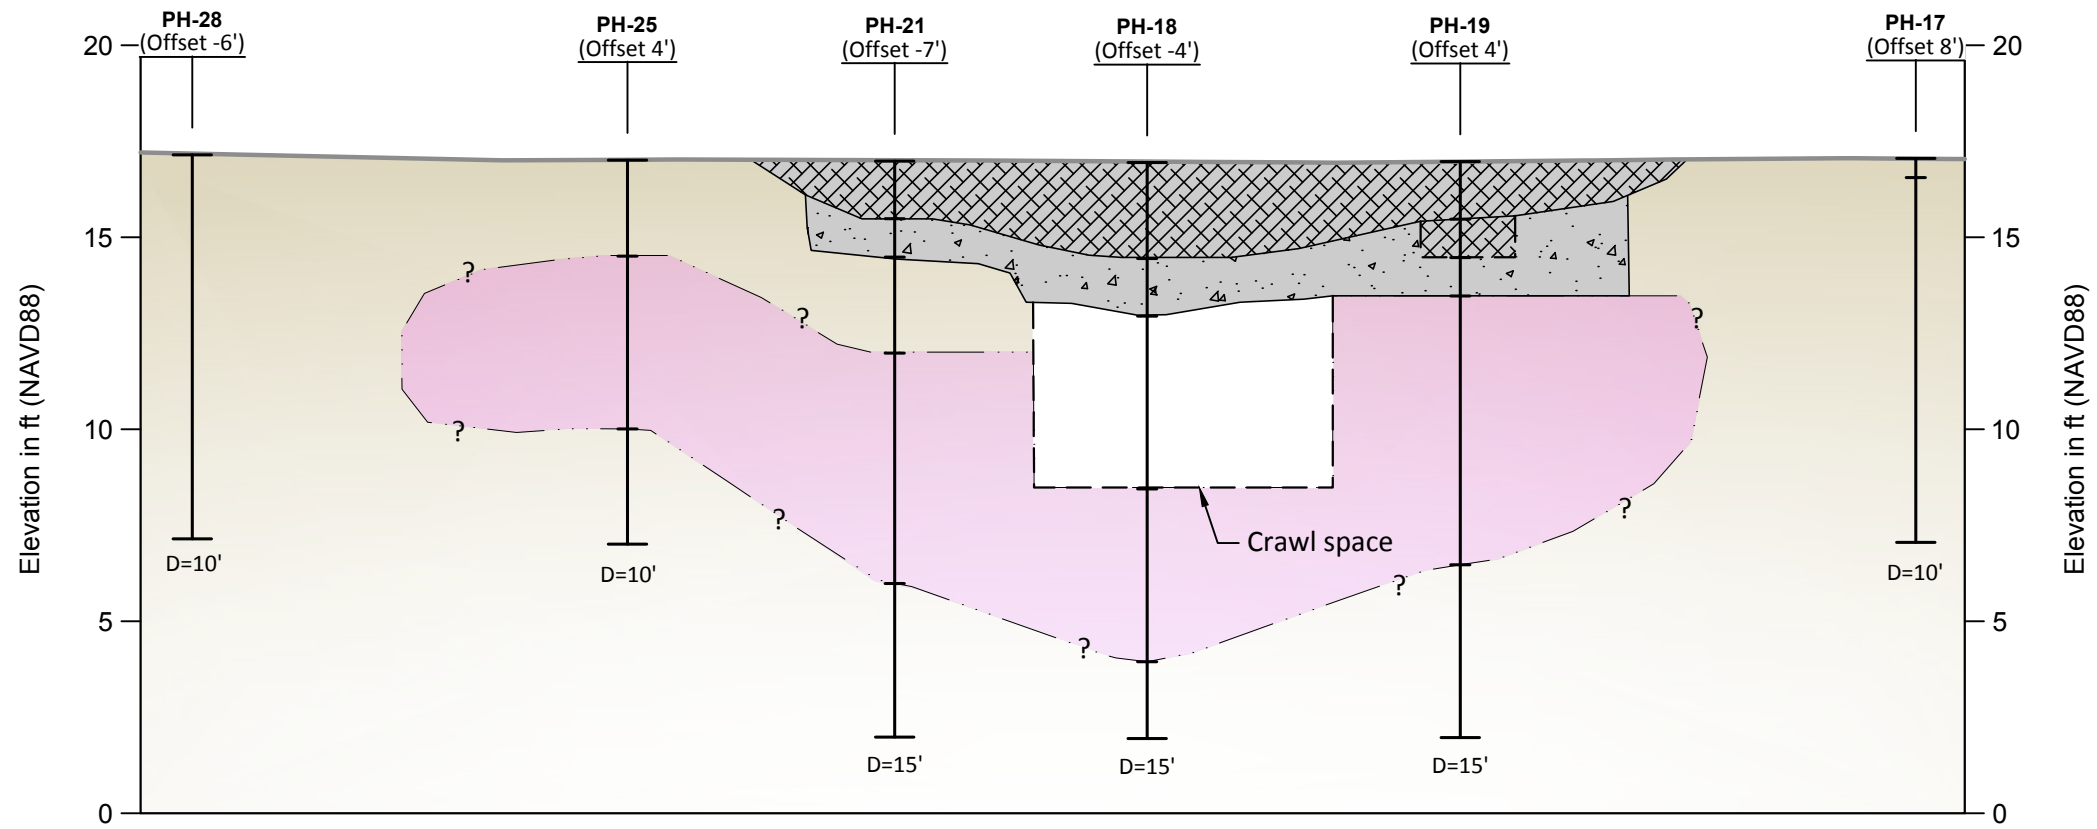 PH-28
(Offset -6')
PH-25
(Offset 4')
PH-21
(Offset -7')
PH-18
(Offset -4')
PH-19
(Offset 4')
PH-17
(Offset 8')
20
15
10
5
0
Elevation in ft (NAVD88)
?
?
?
?
?
?
?
?
?
Crawl space
D=10'
D=10'
D=15'
D=15'
D=15'
D=10'
20
15
10
5
0
Elevation in ft (NAVD88)